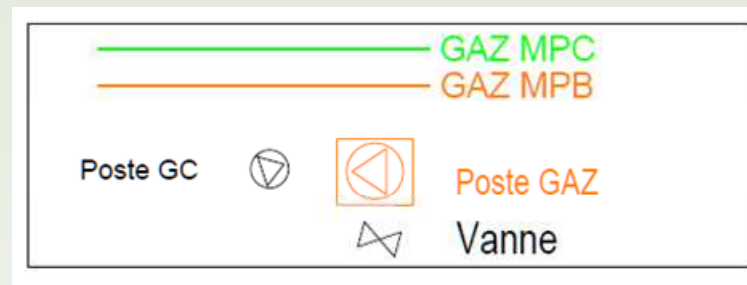 GAZ MPC
GAZ MPB
Poste GC
Poste GAZ
Vanne